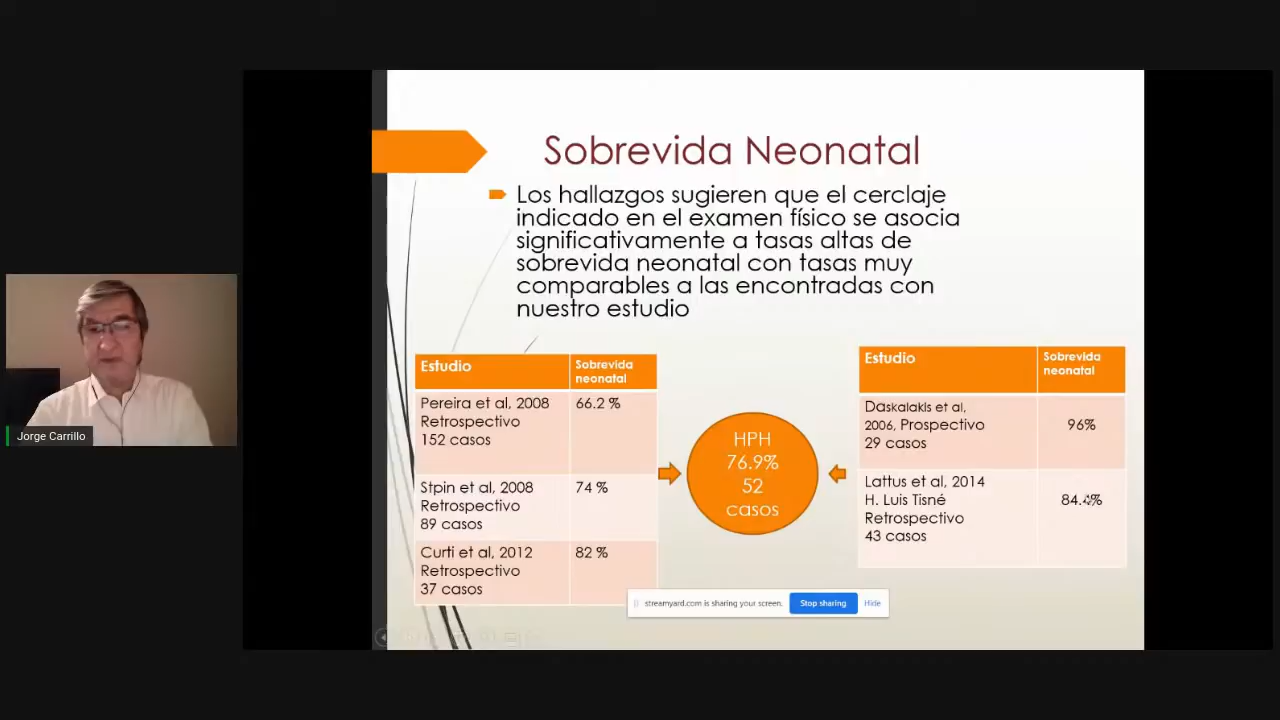 Sobrevida Neonatal
Los hallazgos sugieren que el cerclaje
indicado en el examen físico se asocia
significativamente a tasas altas de
sobrevida neonatal con tasas muy
comparables a las encontradas con
nuestro estudio
Estudio
Sobrevida
neonatal
Pereira et al, 2008
Retrospectivo
152 casos
66.2 %
Stpin et al, 2008
Retrospectivo
89 casos
74 %
Curti et al, 2012
Retrospectivo
37 casos
82 %
HPH
76.9%
52
casos
Estudio
Sobrevida
neonatal
Daskalakis et al,
2006, Prospectivo
29 casos
96%
Lattus et al, 2014
H. Luis Tisné
Retrospectivo
43 casos
84.4%
streamyard.com is sharing your screen.
Stop sharing
Hide
Jorge Carrillo